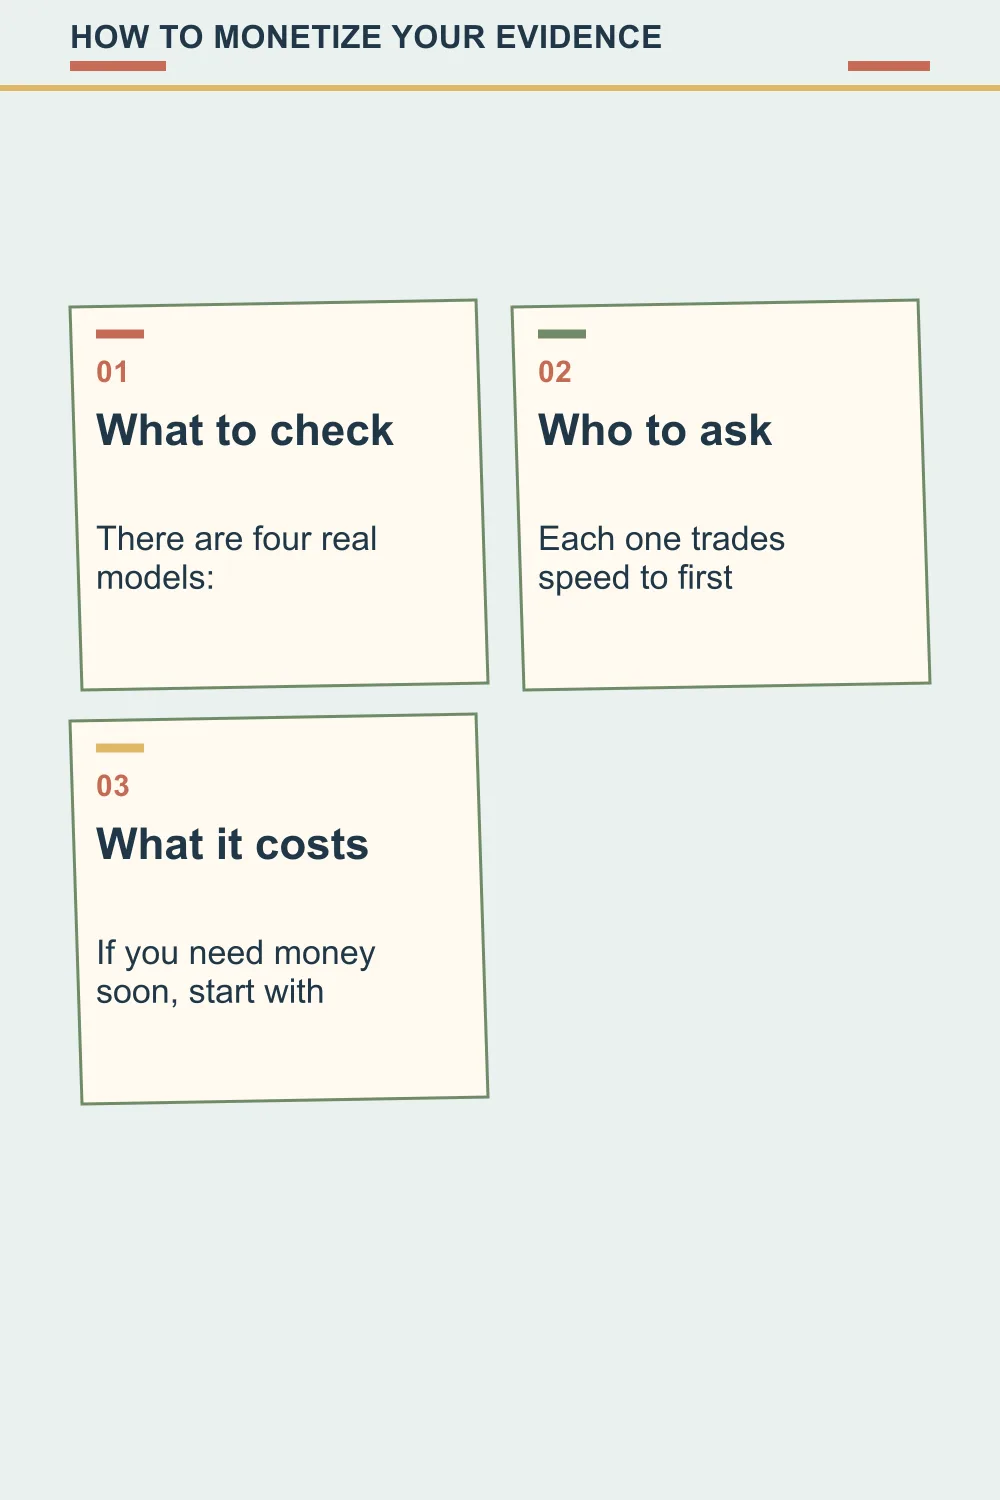 HOW TO MONETIZE YOUR EVIDENCE
01
What to check
There are four real
models:
02
Who to ask
Each one trades
speed to first
03
What it costs
If you need money
soon, start with